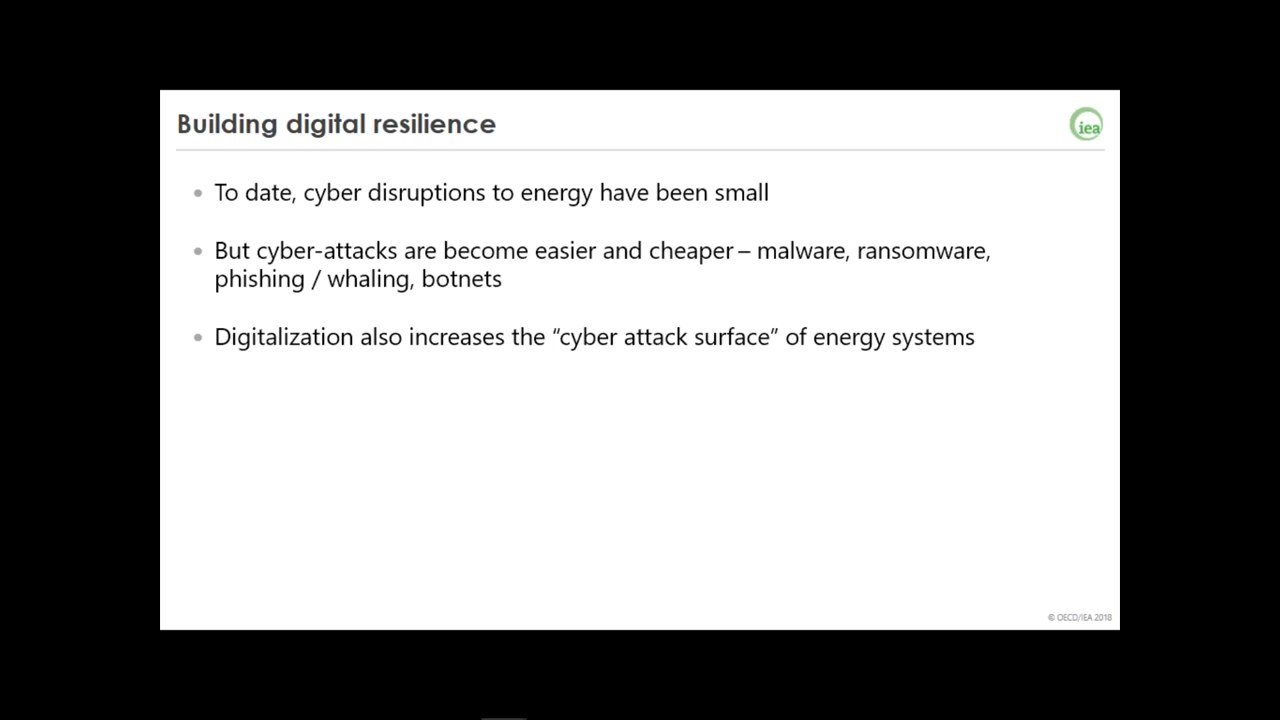 Building digital resilience
iea
• To date, cyber disruptions to energy have been small
• But cyber-attacks are become easier and cheaper – malware, ransomware,
phishing / whaling, botnets
• Digitalization also increases the “cyber attack surface” of energy systems
© OECD/IEA 2018